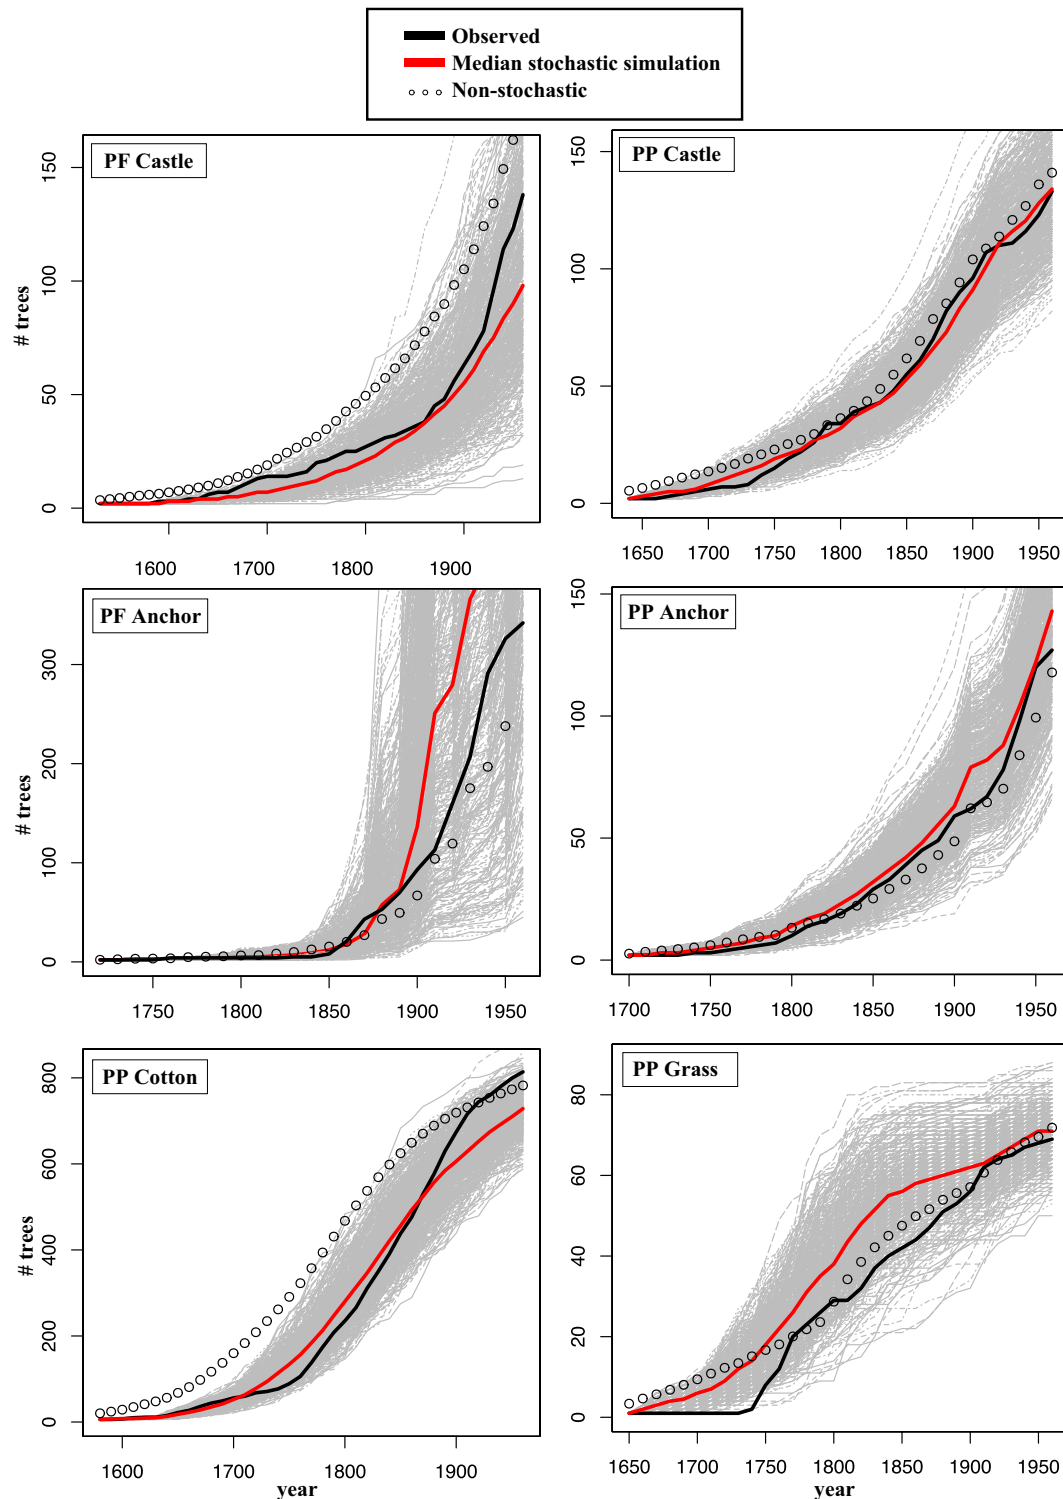 Observed
Median stochastic simulation
Non-stochastic
PF Castle
# trees
0 50 100 150
1600 1700 1800 1900
PP Castle
0 50 100 150
1650 1700 1750 1800 1850 1900 1950
PF Anchor
# trees
0 100 200 300
1750 1800 1850 1900 1950
PP Anchor
0 50 100 150
1700 1750 1800 1850 1900 1950
PP Cotton
# trees
0 200 400 600 800
1600 1700 1800 1900
year
PP Grass
0 20 40 60 80
1650 1700 1750 1800 1850 1900 1950
year